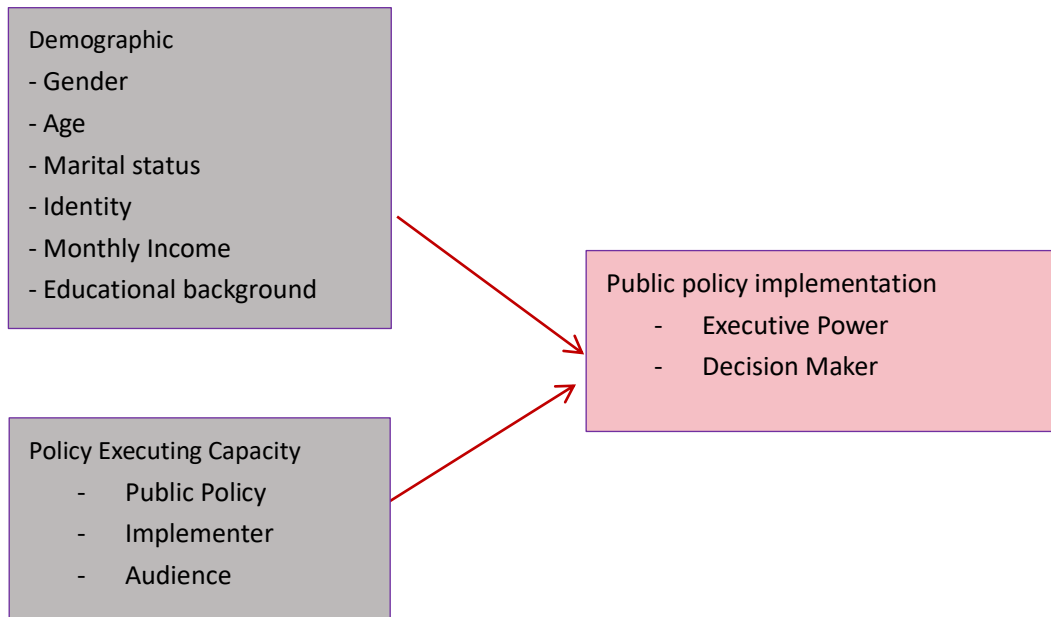 Demographic
- Gender
- Age
- Marital status
- Identity
- Monthly Income
- Educational background
Public policy implementation
- Executive Power
- Decision Maker
Policy Executing Capacity
- Public Policy
- Implementer
- Audience